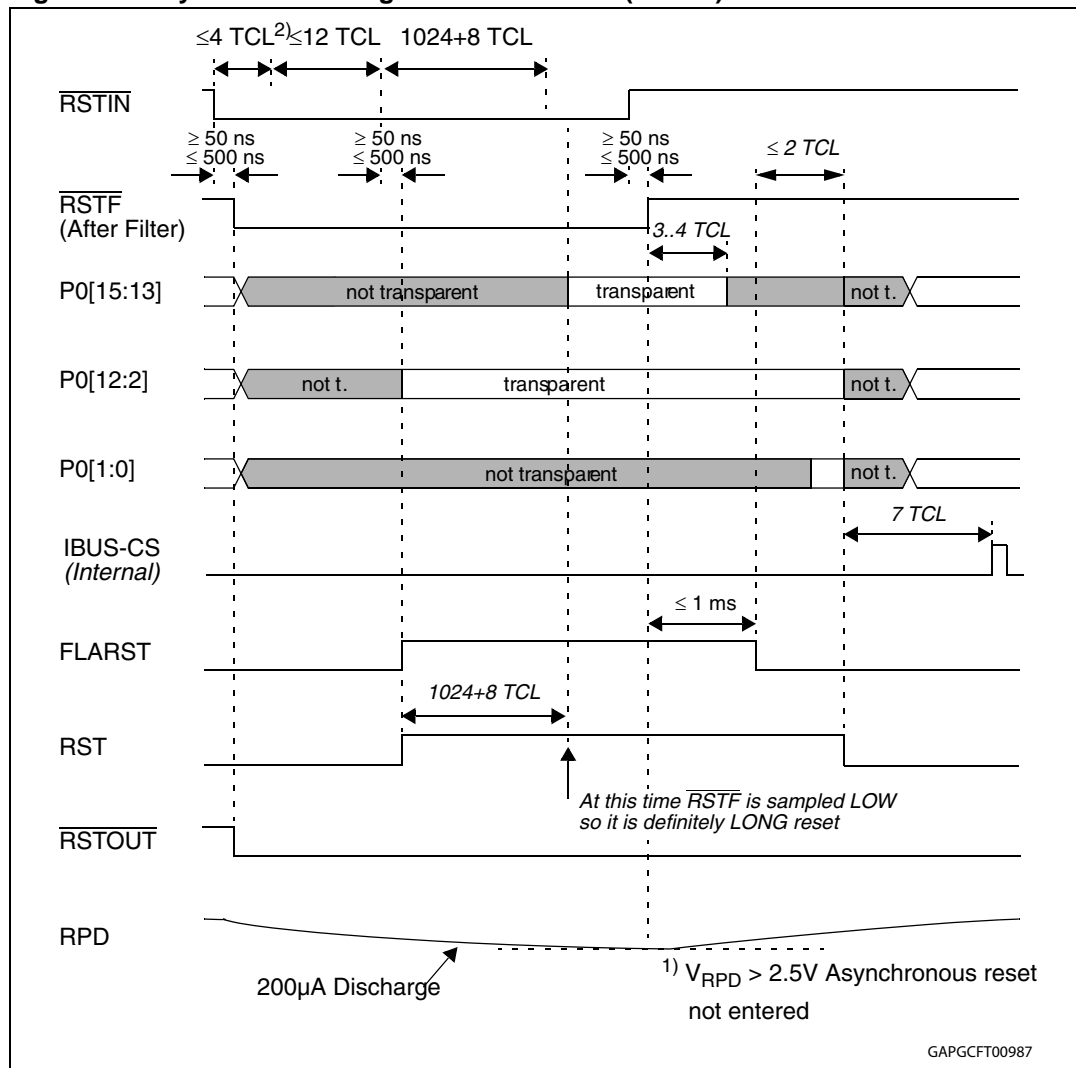 ≤4 TCL2) ≤12 TCL 1024+8 TCL
RSTIN
≥ 50 ns ≥ 50 ns ≥ 50 ns
≤ 500 ns ≤ 500 ns ≤ 500 ns
≤ 2 TCL
RSTF
(After Filter)
3..4 TCL
P0[15:13] not transparent transparent not t.
P0[12:2] not t. transparent not t.
P0[1:0] not transparent not t.
7 TCL
IBUS-CS
(Internal)
≤ 1 ms
FLARST
1024+8 TCL
RST
At this time RSTF is sampled LOW
so it is definitely LONG reset
RSTOUT
RPD
200µA Discharge
1) VRPD > 2.5V Asynchronous reset
not entered
GAPGCFT00987